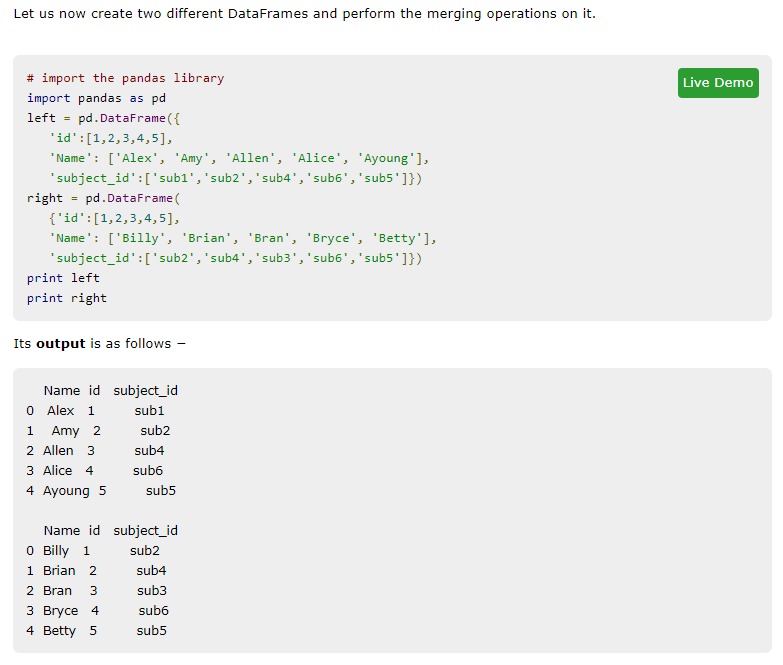 Let us now create two different DataFrames and perform the merging operations on it.
Live Demo
# import the pandas library
import pandas as pd
left = pd.DataFrame({
   'id':[1,2,3,4,5],
   'Name': ['Alex', 'Amy', 'Allen', 'Alice', 'Ayoung'],
   'subject_id':['sub1','sub2','sub4','sub6','sub5']})
right = pd.DataFrame(
   {'id':[1,2,3,4,5],
   'Name': ['Billy', 'Brian', 'Bran', 'Bryce', 'Betty'],
   'subject_id':['sub2','sub4','sub3','sub6','sub5']})
print left
print right
Its output is as follows −
    Name  id   subject_id
0   Alex   1         sub1
1    Amy   2         sub2
2  Allen   3         sub4
3  Alice   4         sub6
4  Ayoung  5         sub5
    Name  id   subject_id
0  Billy   1         sub2
1  Brian   2         sub4
2  Bran    3         sub3
3  Bryce   4         sub6
4  Betty   5         sub5